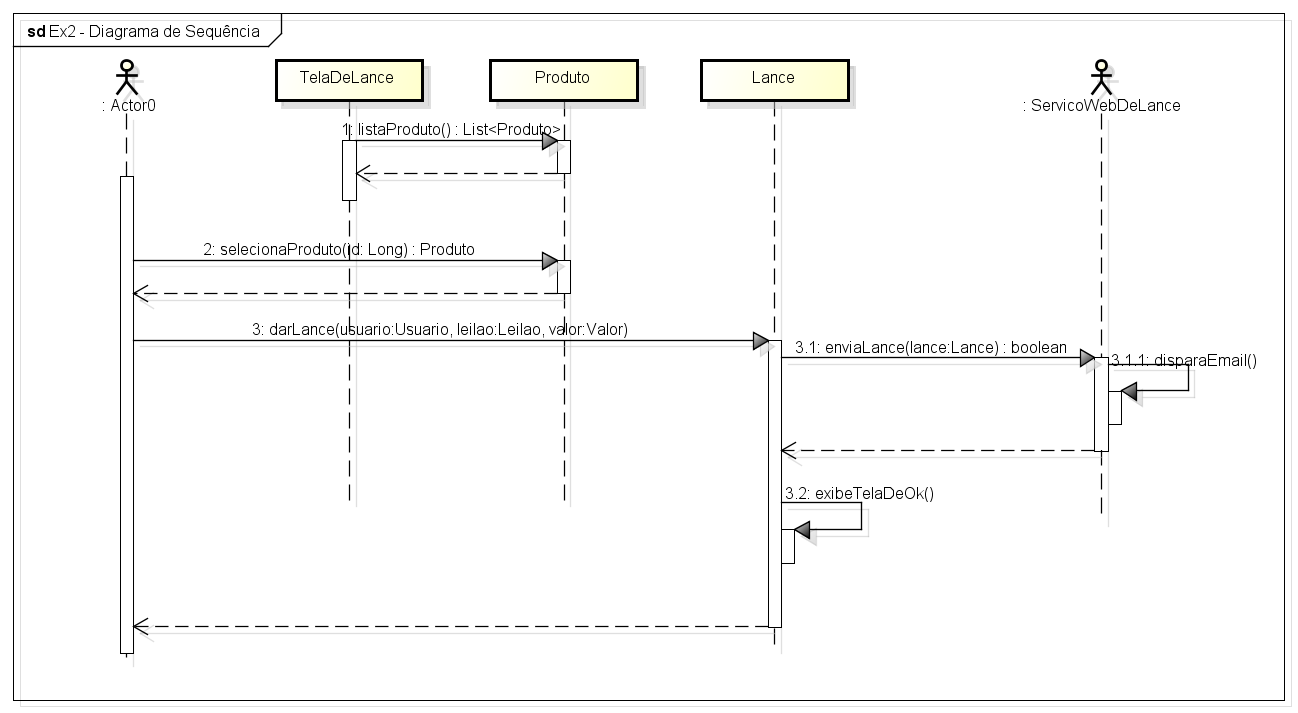 sd Ex2 - Diagrama de Sequência
: Actor0
TelaDeLance
Produto
Lance
: ServicoWebDeLance
1: listaProduto() : List<Produto>
2: selecionaProduto(id: Long) : Produto
3: darLance(usuario:Usuario, leilao:Leilao, valor:Valor)
3.1: enviaLance(lance:Lance) : boolean
3.1.1: disparaEmail()
3.2: exibeTelaDeOk()